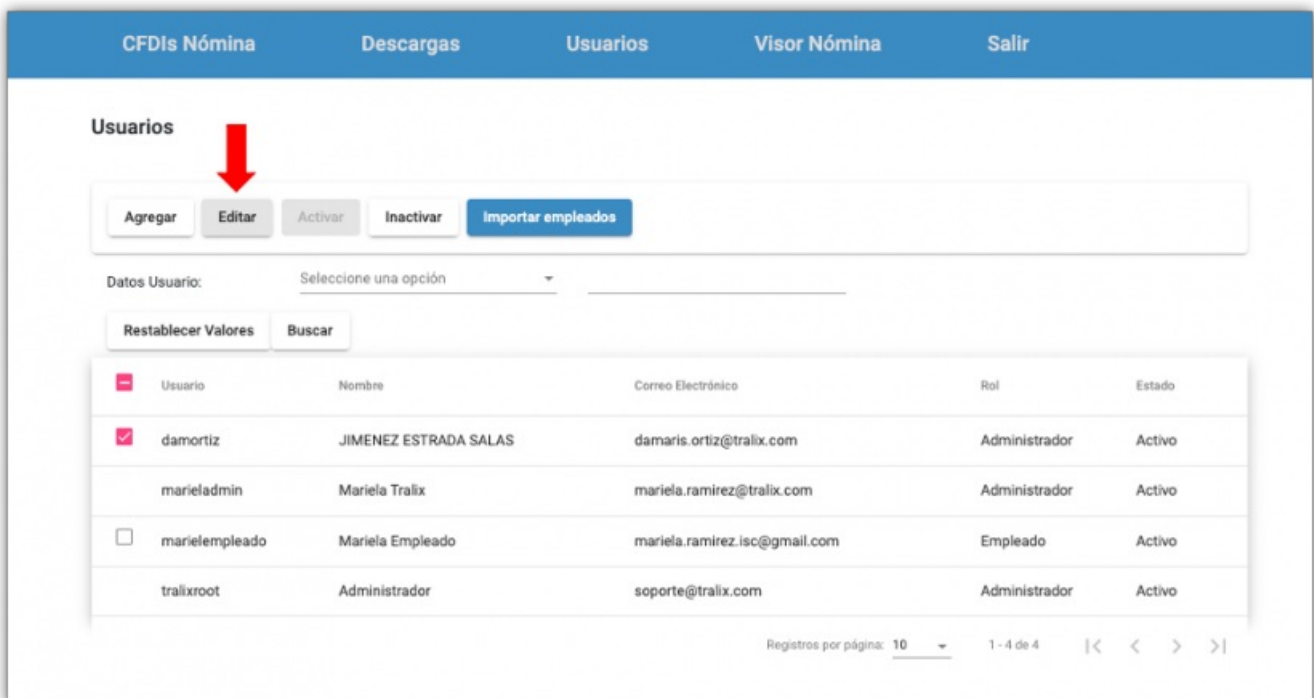 CFDIs Nómina Descargas Usuarios Visor Nómina Salir
Usuarios
Agregar Editar Activar Inactivar Importar empleados
Datos Usuario: Seleccione una opción
Restablecer Valores Buscar
Usuario Nombre Correo Electrónico Rol Estado
damortiz JIMENEZ ESTRADA SALAS damaris.ortiz@tralix.com Administrador Activo
marieladmin Mariela Tralix mariela.ramirez@tralix.com Administrador Activo
marielempleado Mariela Empleado mariela.ramirez.isc@gmail.com Empleado Activo
tralixroot Administrador soporte@tralix.com Administrador Activo
Registros por página: 10 1 - 4 de 4